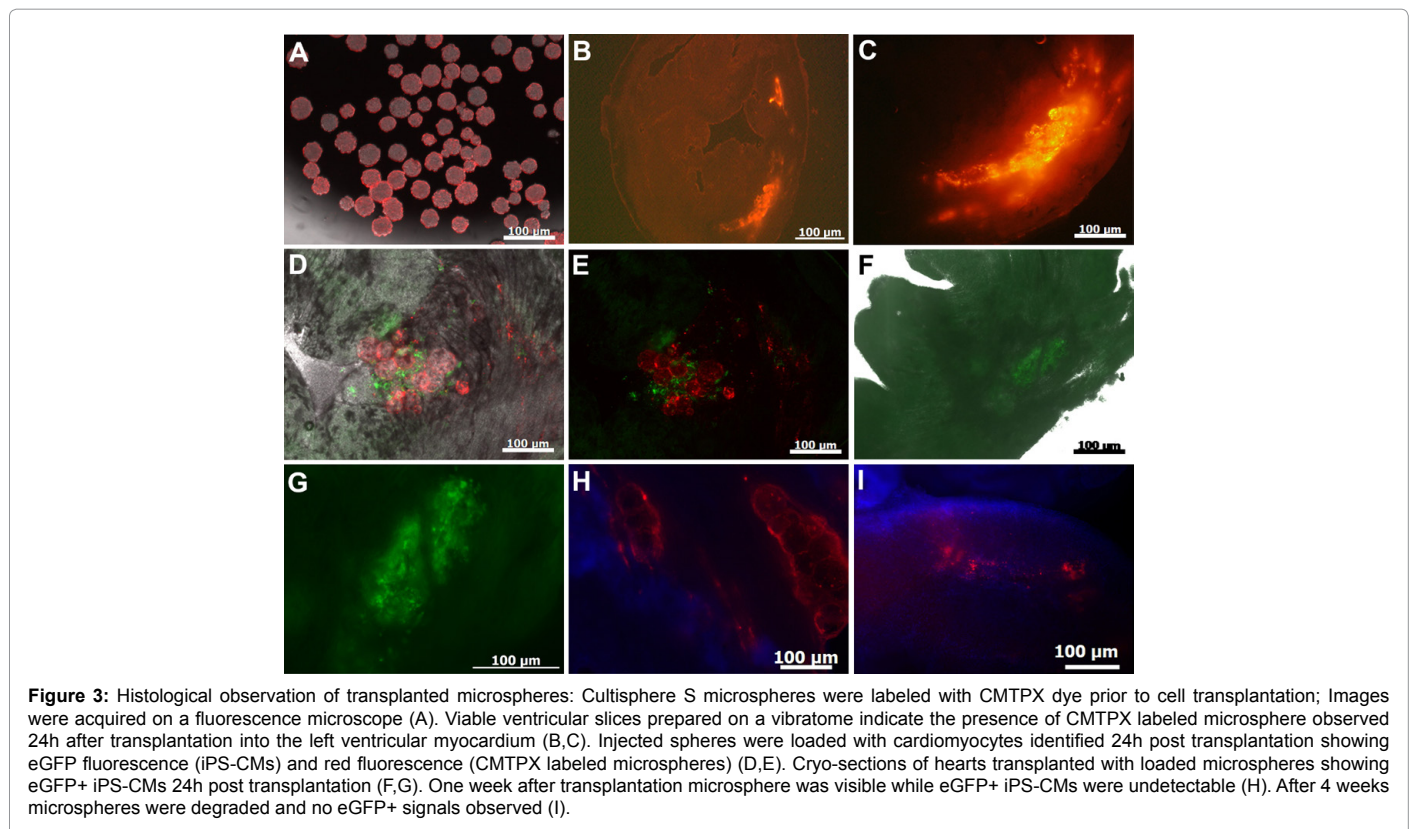 A
B
C
100 µm
100 µm
100 µm
D
E
F
100 µm
100 µm
100 µm
G
H
I
100 µm
100 µm
100 µm
Figure 3: Histological observation of transplanted microspheres: Cultisphere S microspheres were labeled with CMTPX dye prior to cell transplantation; Images
were acquired on a fluorescence microscope (A). Viable ventricular slices prepared on a vibratome indicate the presence of CMTPX labeled microsphere observed
24h after transplantation into the left ventricular myocardium (B,C). Injected spheres were loaded with cardiomyocytes identified 24h post transplantation showing
eGFP fluorescence (iPS-CMs) and red fluorescence (CMTPX labeled microspheres) (D,E). Cryo-sections of hearts transplanted with loaded microspheres showing
eGFP+ iPS-CMs 24h post transplantation (F,G). One week after transplantation microsphere was visible while eGFP+ iPS-CMs were undetectable (H). After 4 weeks
microspheres were degraded and no eGFP+ signals observed (I).